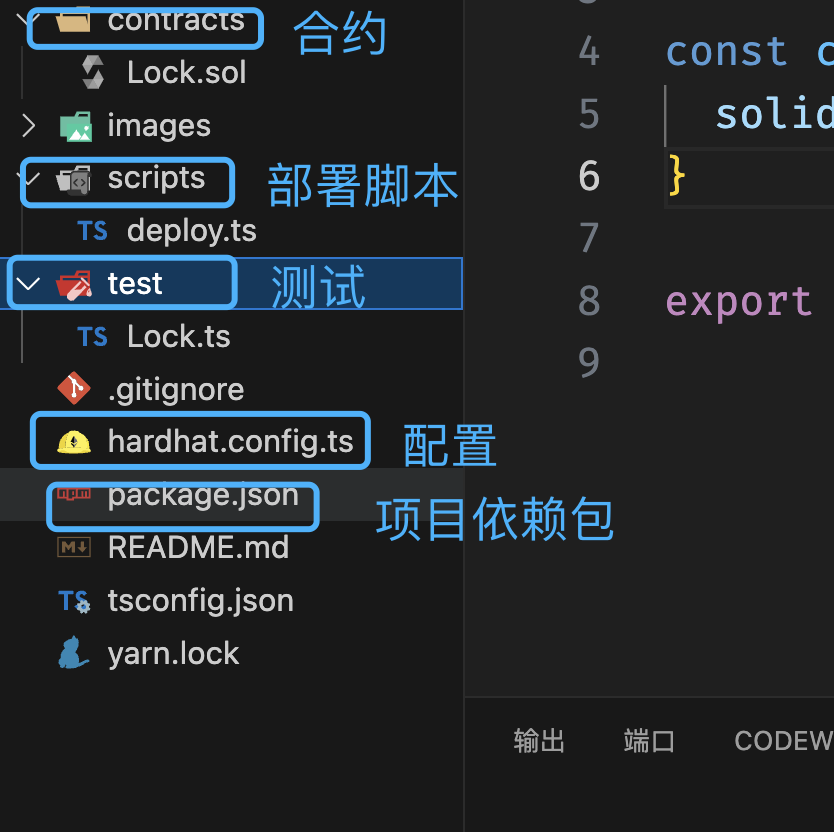 contracts 合约
Lock.sol
images
scripts 部署脚本
TS deploy.ts
test 测试
TS Lock.ts
.gitignore
hardhat.config.ts 配置
npm package.json 项目依赖包
M↓ README.md
TS tsconfig.json
yarn.lock
4 const c
5 solid
6 }
7
8 export
9
输出 端口 CODEW